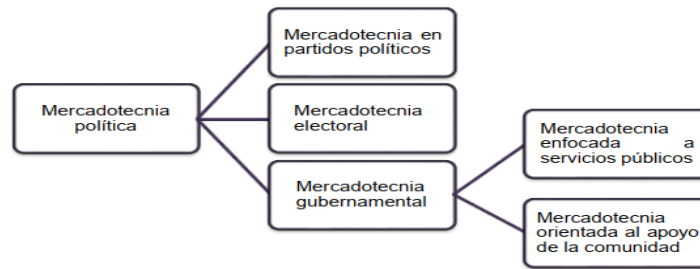 Mercadotecnia en
partidos políticos
Mercadotecnia
política
Mercadotecnia
electoral
Mercadotecnia
gubernamental
Mercadotecnia
enfocada a
servicios públicos
Mercadotecnia
orientada al apoyo
de la comunidad